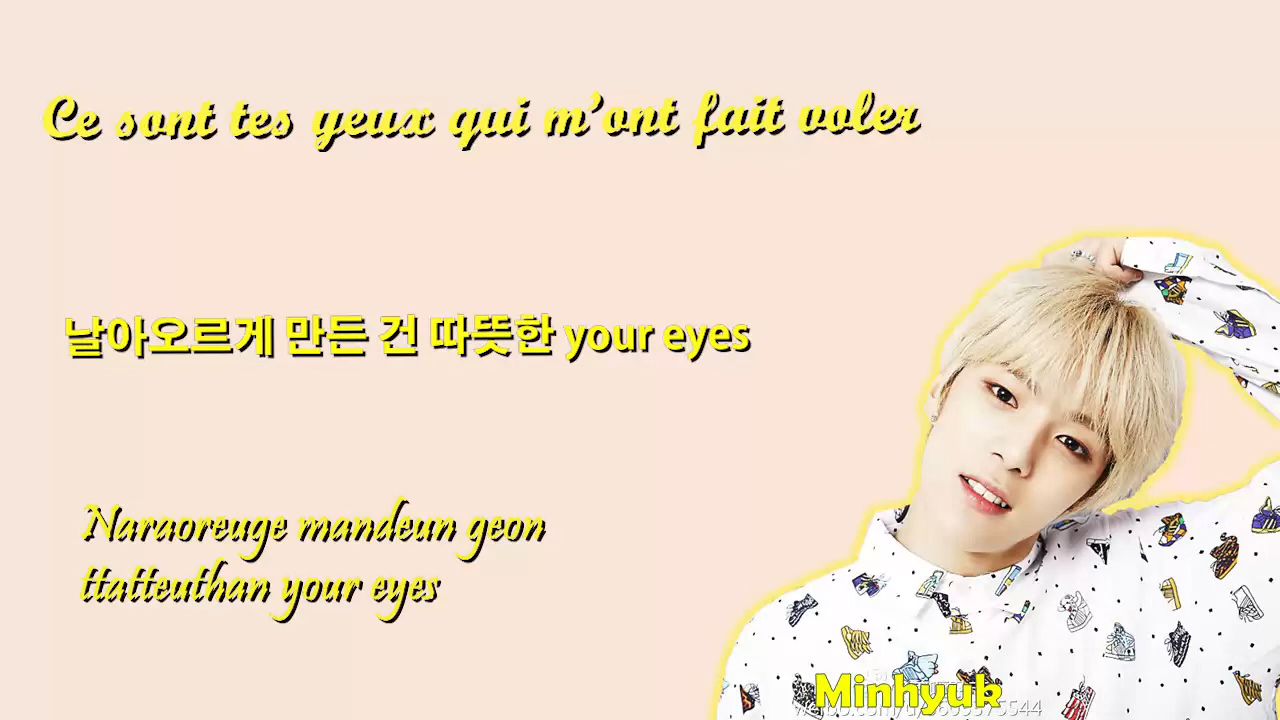 Ce sont tes yeux qui m'ont fait voler
날아오르게 만든 건 따뜻한 your eyes
Naraoreuge mandeun geon
ttatteuthan your eyes
Minhyuk